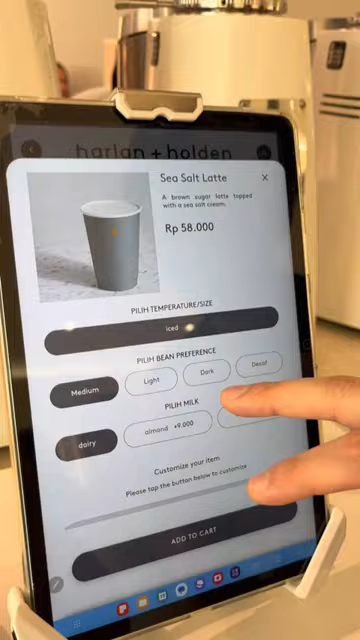 harlan + holden
Sea Salt Latte
A brown sugar latte topped
with a sea salt cream.
Rp 58.000
PILIH TEMPERATURE/SIZE
iced
PILIH BEAN PREFERENCE
Medium
Light
Dark
Decaf
PILIH MILK
dairy
almond +9.000
Customize your item
Please tap the button below to customize
ADD TO CART